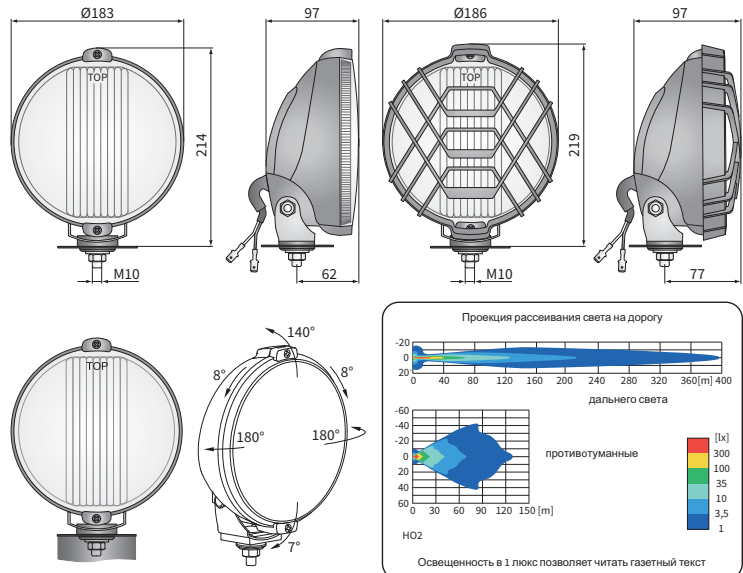 Ø183
97
Ø186
97
TOP
TOP
214
219
M10
62
M10
77
140°
8°
8°
TOP
180°
180°
7°
Проекция рассеивания света на дорогу
-20
0
20
0 40 80 120 160 200 240 280 320 360[m] 400
дальнего света
-60
-40
-20
0
20
40
60
0 30 60 90 120 150 [m]
противотуманные
[lx]
300
100
35
10
3,5
1
HO2
Освещенность в 1 люкс позволяет читать газетный текст